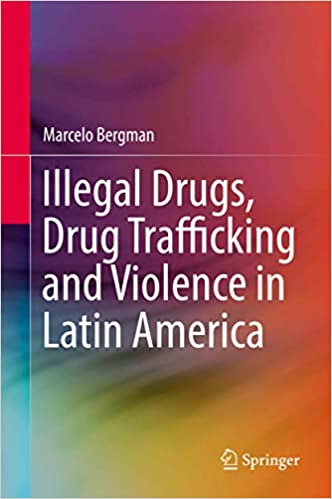 Marcelo Bergman
Illegal Drugs,
Drug Trafficking
and Violence in
Latin America
Springer